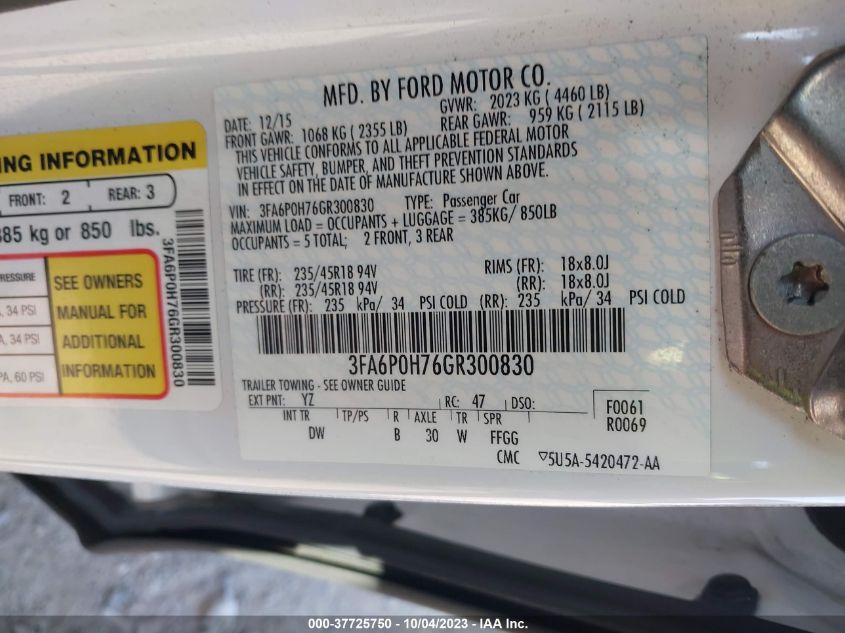 MFD. BY FORD MOTOR CO.
DATE: 12/15 GVWR: 2023 KG ( 4460 LB)
FRONT GAWR: 1068 KG ( 2355 LB) REAR GAWR: 959 KG ( 2115 LB)
THIS VEHICLE CONFORMS TO ALL APPLICABLE FEDERAL MOTOR
VEHICLE SAFETY, BUMPER, AND THEFT PREVENTION STANDARDS
IN EFFECT ON THE DATE OF MANUFACTURE SHOWN ABOVE.
VIN: 3FA6P0H76GR300830 TYPE: Passenger Car
MAXIMUM LOAD = OCCUPANTS + LUGGAGE = 385KG/ 850LB
OCCUPANTS = 5 TOTAL; 2 FRONT, 3 REAR
TIRE (FR): 235/45R18 94V RIMS (FR): 18x8.0J
(RR): 235/45R18 94V (RR): 18x8.0J
PRESSURE (FR): 235 kPa/ 34 PSI COLD (RR): 235 kPa/ 34 PSI COLD
3FA6P0H76GR300830
TRAILER TOWING - SEE OWNER GUIDE
EXT PNT: YZ RC: 47 DSO:
INT TR TP/PS R AXLE TR SPR
DW B 30 W FFGG
F0061
R0069
CMC ▽5U5A-5420472-AA
NG INFORMATION
FRONT: 2 REAR: 3
385 kg or 850 lbs.
PRESSURE
34 PSI
34 PSI
PA, 60 PSI
SEE OWNERS
MANUAL FOR
ADDITIONAL
INFORMATION
3FA6P0H76GR300830
000-37725750 - 10/04/2023 - IAA Inc.